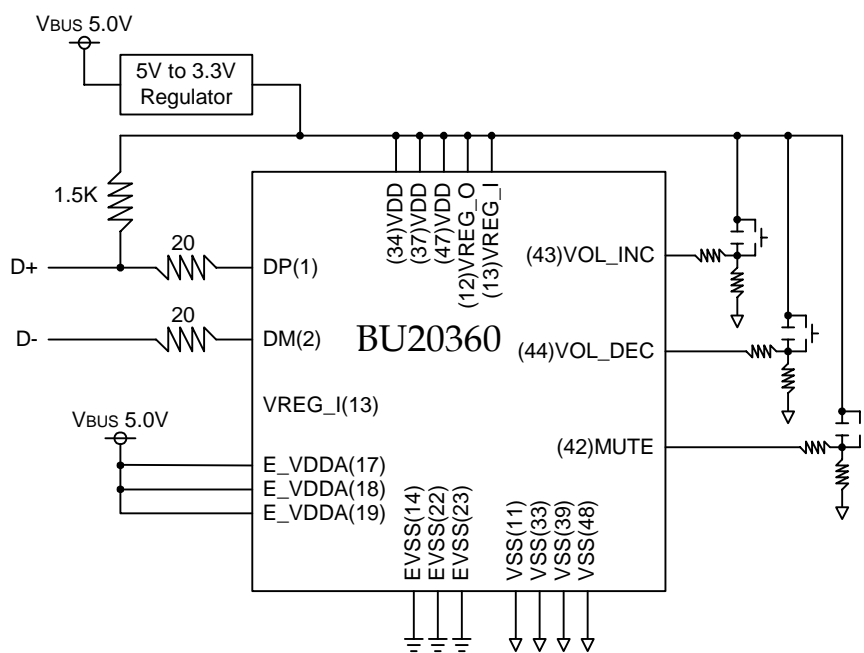 VBUS 5.0V
5V to 3.3V
Regulator
1.5K
(34)VDD
(37)VDD
(47)VDD
(12)VREG_O
(13)VREG_I
D+
20
DP(1)
(43)VOL_INC
D-
20
DM(2)
BU20360
(44)VOL_DEC
VREG_I(13)
VBUS 5.0V
(42)MUTE
E_VDDA(17)
E_VDDA(18)
E_VDDA(19)
EVSS(14)
EVSS(22)
EVSS(23)
VSS(11)
VSS(33)
VSS(39)
VSS(48)